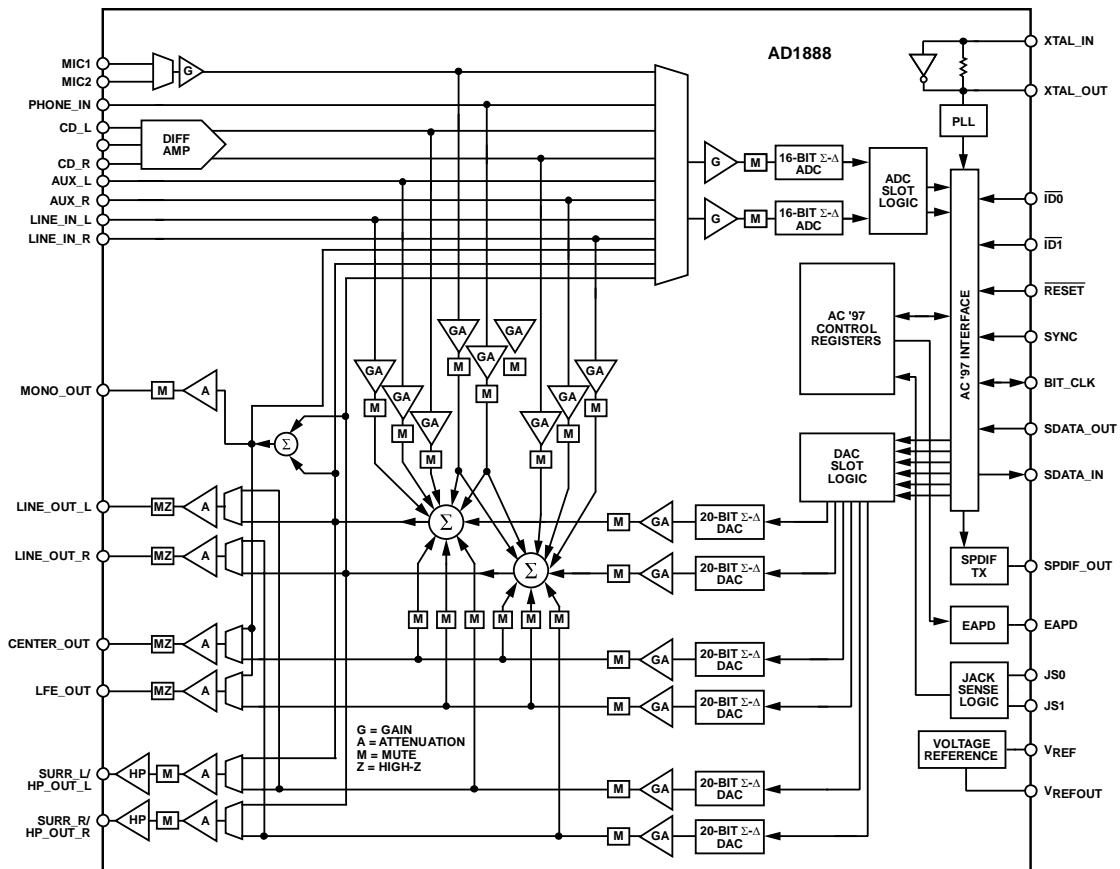 AD1888
MIC1
MIC2
G
PHONE_IN
CD_L
CD_R
DIFF
AMP
AUX_L
AUX_R
LINE_IN_L
LINE_IN_R
G
M
16-BIT Σ-Δ
ADC
G
M
16-BIT Σ-Δ
ADC
ADC
SLOT
LOGIC
PLL
XTAL_IN
XTAL_OUT
ID0
ID1
RESET
SYNC
BIT_CLK
SDATA_OUT
SDATA_IN
AC '97 INTERFACE
AC '97
CONTROL
REGISTERS
DAC
SLOT
LOGIC
GA
GA
GA
M
GA
M
M
GA
M
GA
M
GA
M
GA
M
GA
M
GA
M
MONO_OUT
M
A
Σ
LINE_OUT_L
MZ
A
Σ
M
GA
20-BIT Σ-Δ
DAC
LINE_OUT_R
MZ
A
Σ
M
GA
20-BIT Σ-Δ
DAC
SPDIF
TX
SPDIF_OUT
M
M
M
M
M
M
EAPD
EAPD
CENTER_OUT
MZ
A
M
GA
20-BIT Σ-Δ
DAC
LFE_OUT
MZ
A
M
GA
20-BIT Σ-Δ
DAC
JACK
SENSE
LOGIC
JS0
JS1
G = GAIN
A = ATTENUATION
M = MUTE
Z = HIGH-Z
VOLTAGE
REFERENCE
VREF
VREFOUT
SURR_L/
HP_OUT_L
HP
M
A
M
GA
20-BIT Σ-Δ
DAC
SURR_R/
HP_OUT_R
HP
M
A
M
GA
20-BIT Σ-Δ
DAC